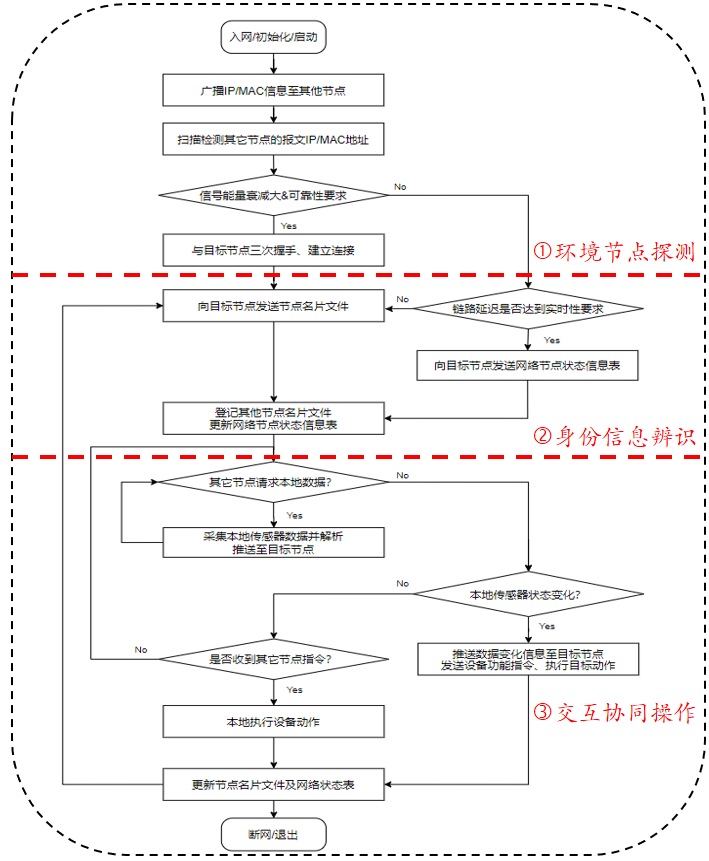 入网/初始化/启动
广播IP/MAC信息至其他节点
扫描检测其它节点的报文IP/MAC地址
信号能量衰减大&可靠性要求
No
Yes
与目标节点三次握手、建立连接
①环境节点探测
向目标节点发送节点名片文件
No
链路延迟是否达到实时性要求
Yes
向目标节点发送网络节点状态信息表
登记其他节点名片文件
更新网络节点状态信息表
②身份信息辨识
其它节点请求本地数据?
No
Yes
采集本地传感器数据并解析
推送至目标节点
No
本地传感器状态变化?
Yes
No
是否收到其它节点指令?
推送数据变化信息至目标节点
发送设备功能指令、执行目标动作
Yes
本地执行设备动作
③交互协同操作
更新节点名片文件及网络状态表
断网/退出